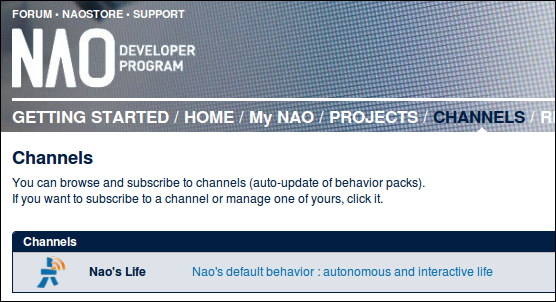 FORUM • NAOSTORE • SUPPORT
NAO DEVELOPER
PROGRAM
GETTING STARTED / HOME / My NAO / PROJECTS / CHANNELS / R
Channels
You can browse and subscribe to channels (auto-update of behavior packs).
If you want to subscribe to a channel or manage one of yours, click it.
Channels
Nao's Life Nao's default behavior : autonomous and interactive life